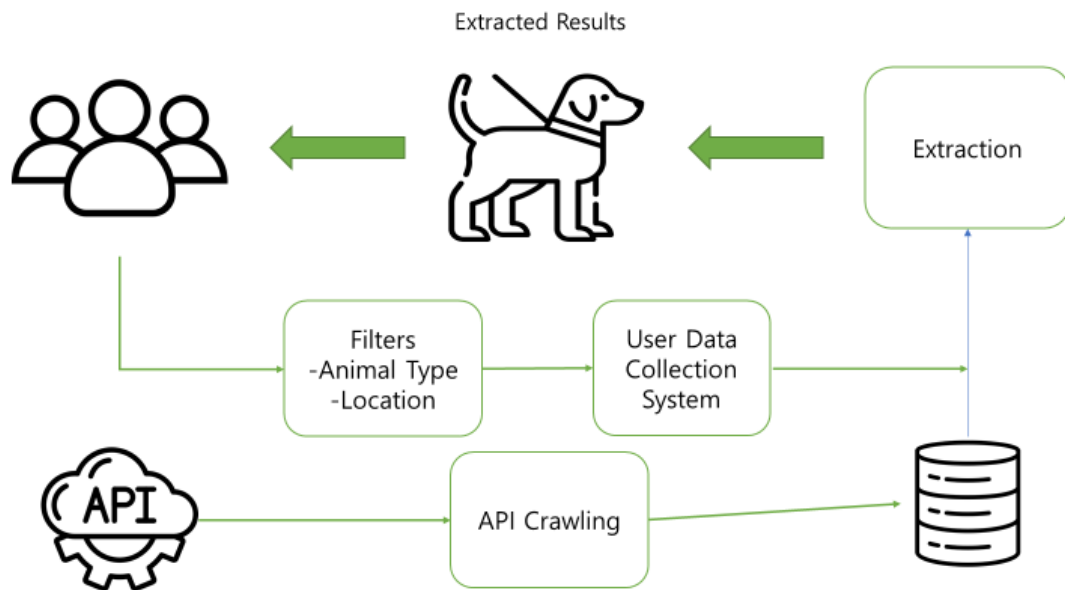 Extracted Results
Extraction
Filters
-Animal Type
-Location
User Data
Collection
System
API
API Crawling